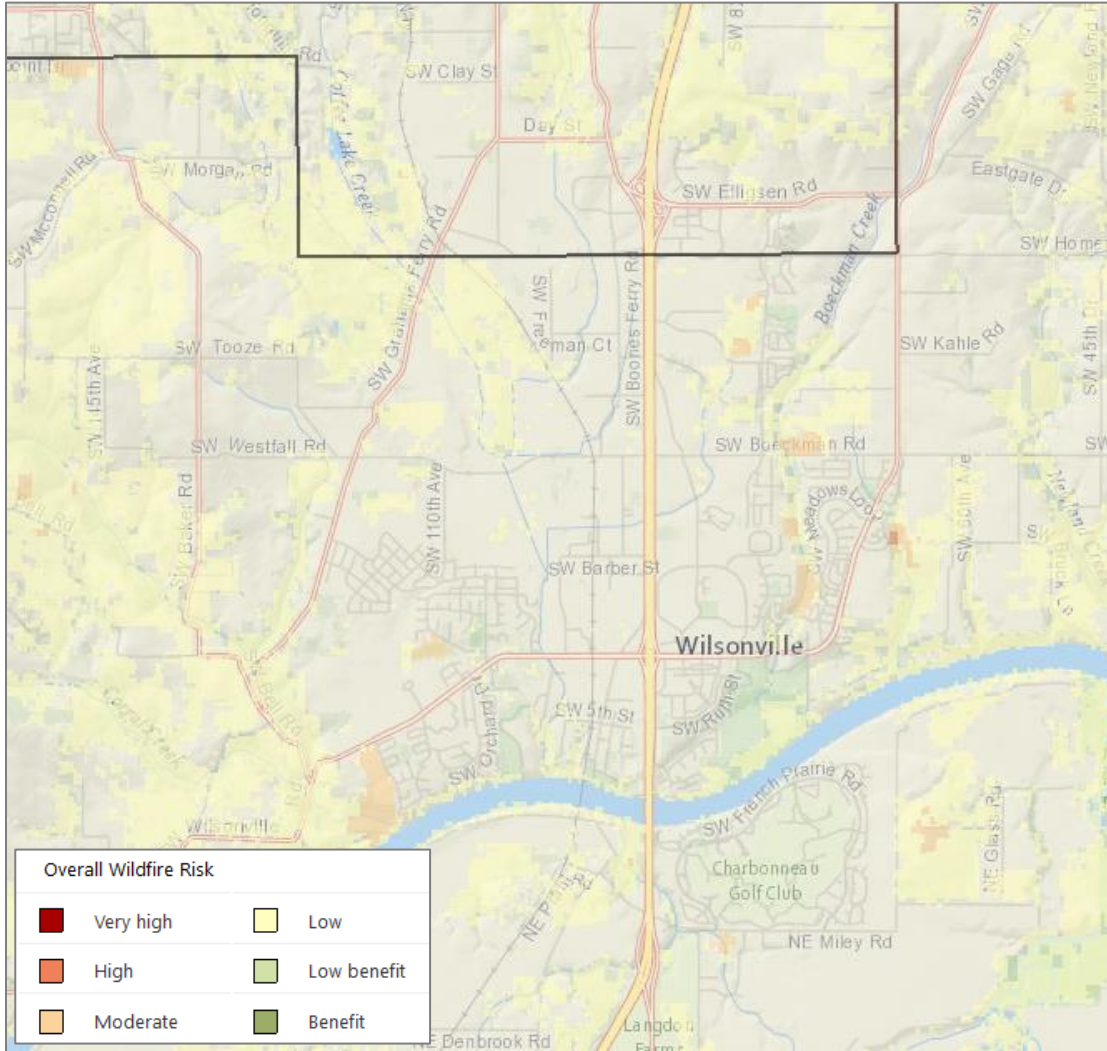 SW Clay St
SW Gage Rd
Day St
Coffee Lake Creek
SW Morgan Rd
SW Mcconnell Rd
Eastgate Dr
SW Elligsen Rd
Boeckman Creek
SW Home
SW Grahams Ferry Rd
SW Boones Ferry Rd
SW Freeman Ct
SW Tooze Rd
SW Kahle Rd
SW 45th Dr
SW 115th Ave
SW Westfall Rd
SW Boeckman Rd
SW
SW 110th Ave
SW Baker Rd
SW Meadows Loop
SW Barber St
S
Wilsonville
SW 5th St
SW Ruth St
SW Orchard
SW French Prairie Rd
Wilsonville
Charbonneau
Golf Club
NE Glass Rd
NE Miley Rd
Langdon
Farms
NE Denbrook Rd
Overall Wildfire Risk
Very high
Low
High
Low benefit
Moderate
Benefit